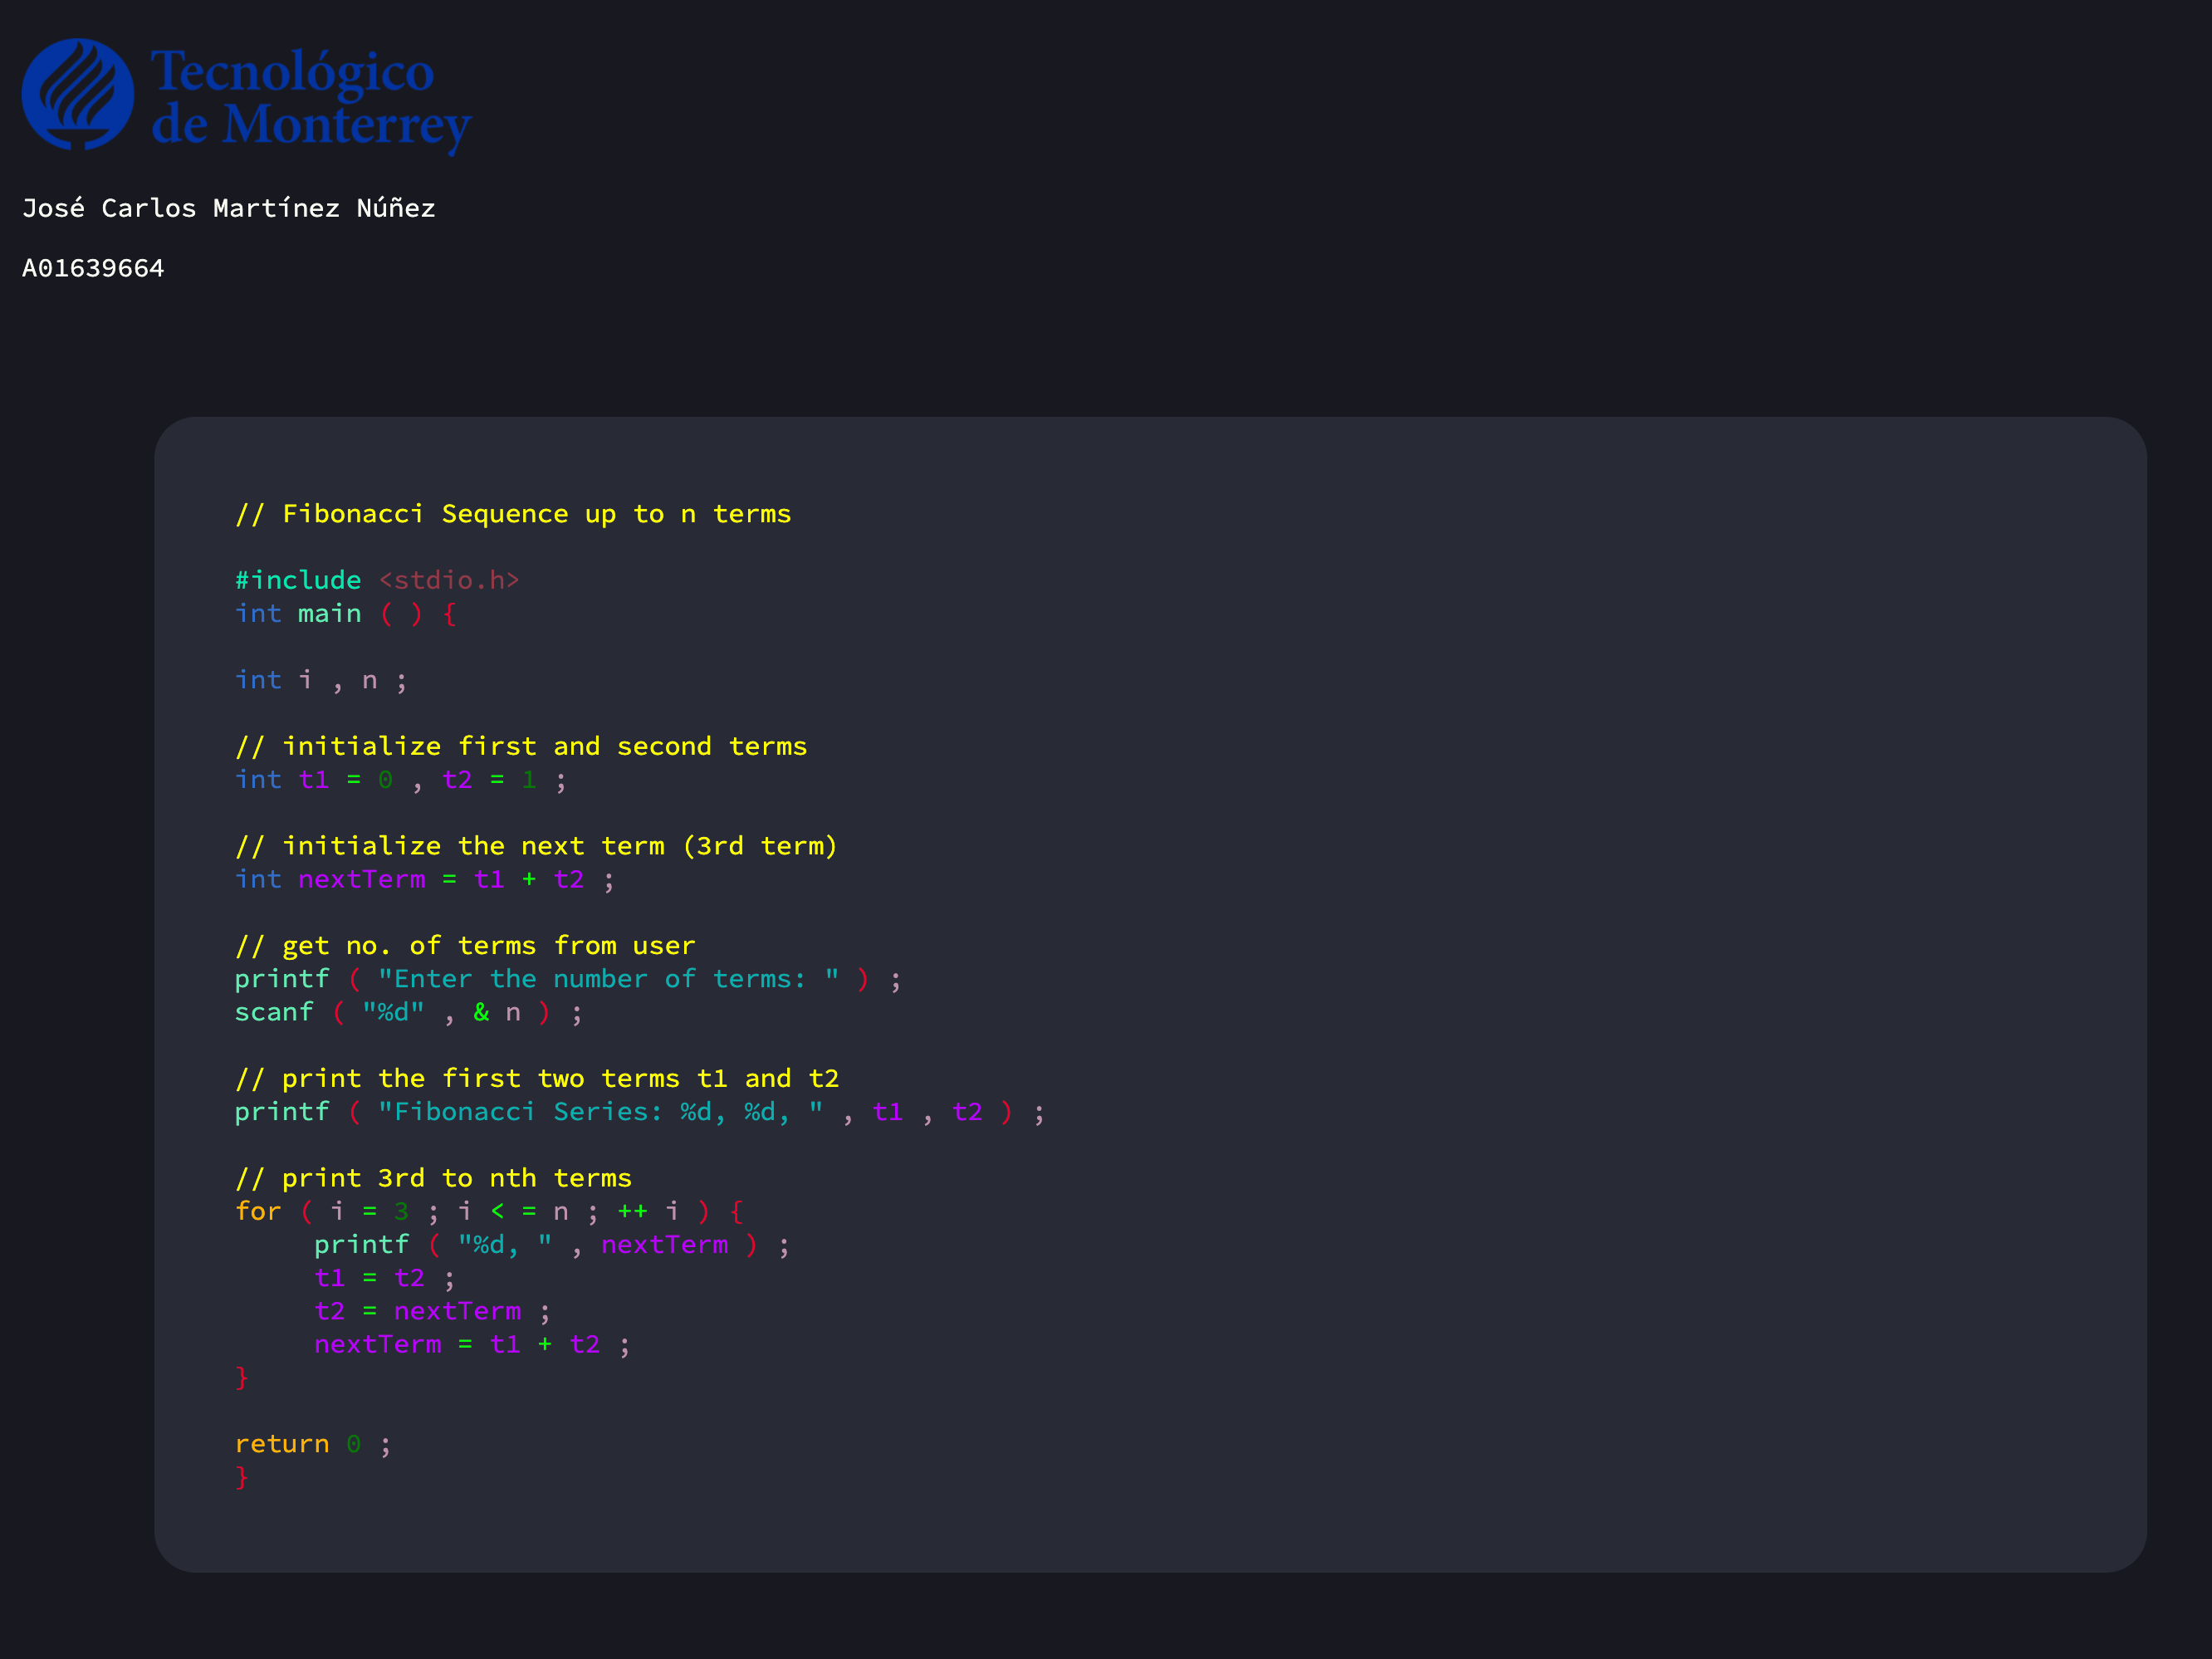 Tecnológico
de Monterrey
José Carlos Martínez Núñez
A01639664
// Fibonacci Sequence up to n terms
#include <stdio.h>
int main ( ) {
int i , n ;
// initialize first and second terms
int t1 = 0 , t2 = 1 ;
// initialize the next term (3rd term)
int nextTerm = t1 + t2 ;
// get no. of terms from user
printf ( "Enter the number of terms: " ) ;
scanf ( "%d" , & n ) ;
// print the first two terms t1 and t2
printf ( "Fibonacci Series: %d, %d, " , t1 , t2 ) ;
// print 3rd to nth terms
for ( i = 3 ; i < = n ; ++ i ) {
printf ( "%d, " , nextTerm ) ;
t1 = t2 ;
t2 = nextTerm ;
nextTerm = t1 + t2 ;
}
return 0 ;
}